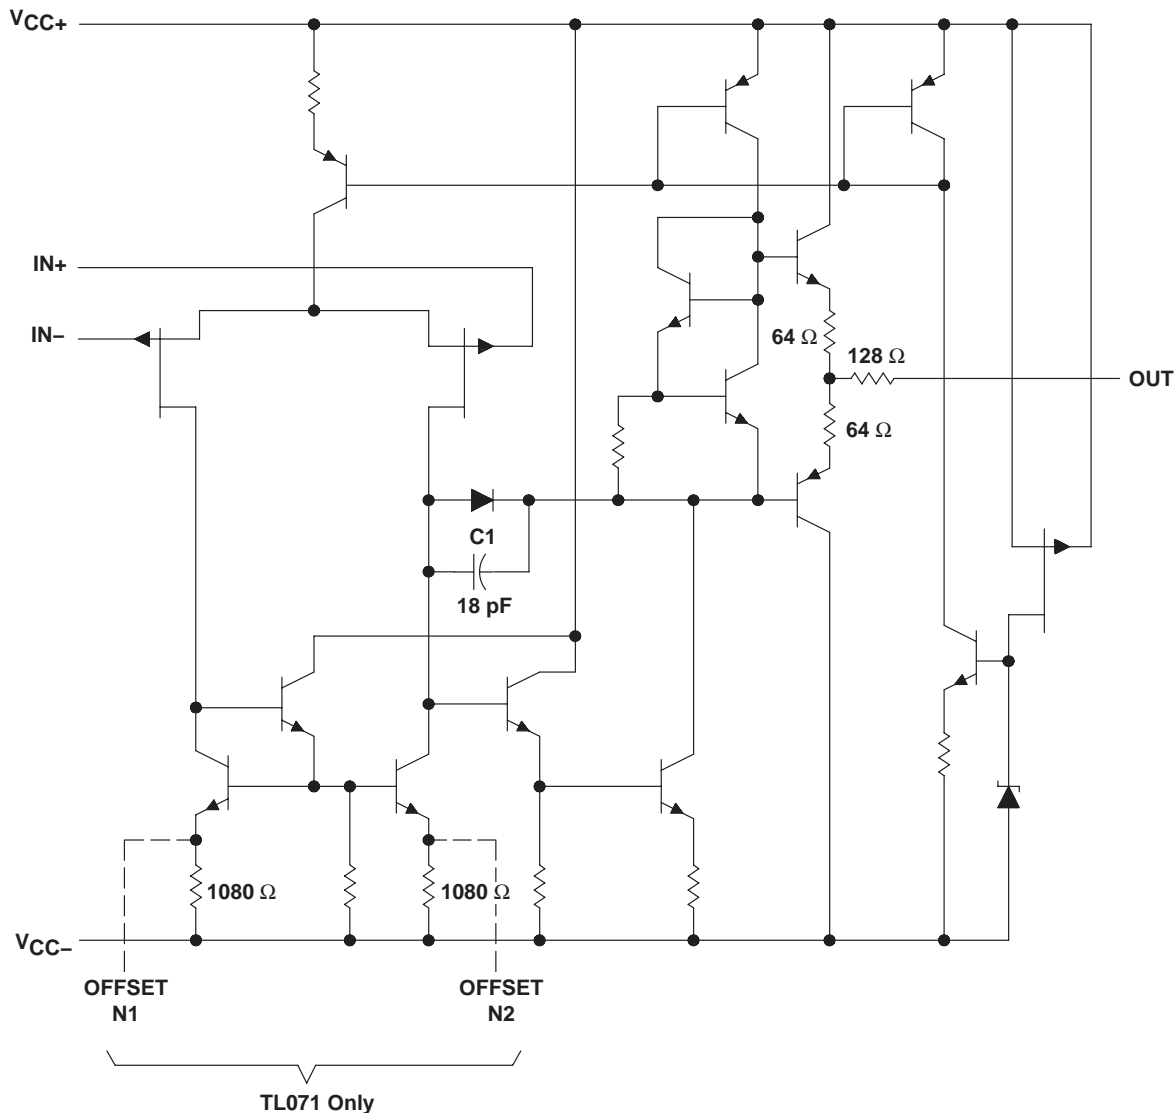 VCC+
IN+
IN−
64 Ω
128 Ω
OUT
64 Ω
C1
18 pF
1080 Ω
1080 Ω
VCC−
OFFSET
N1
OFFSET
N2
TL071 Only